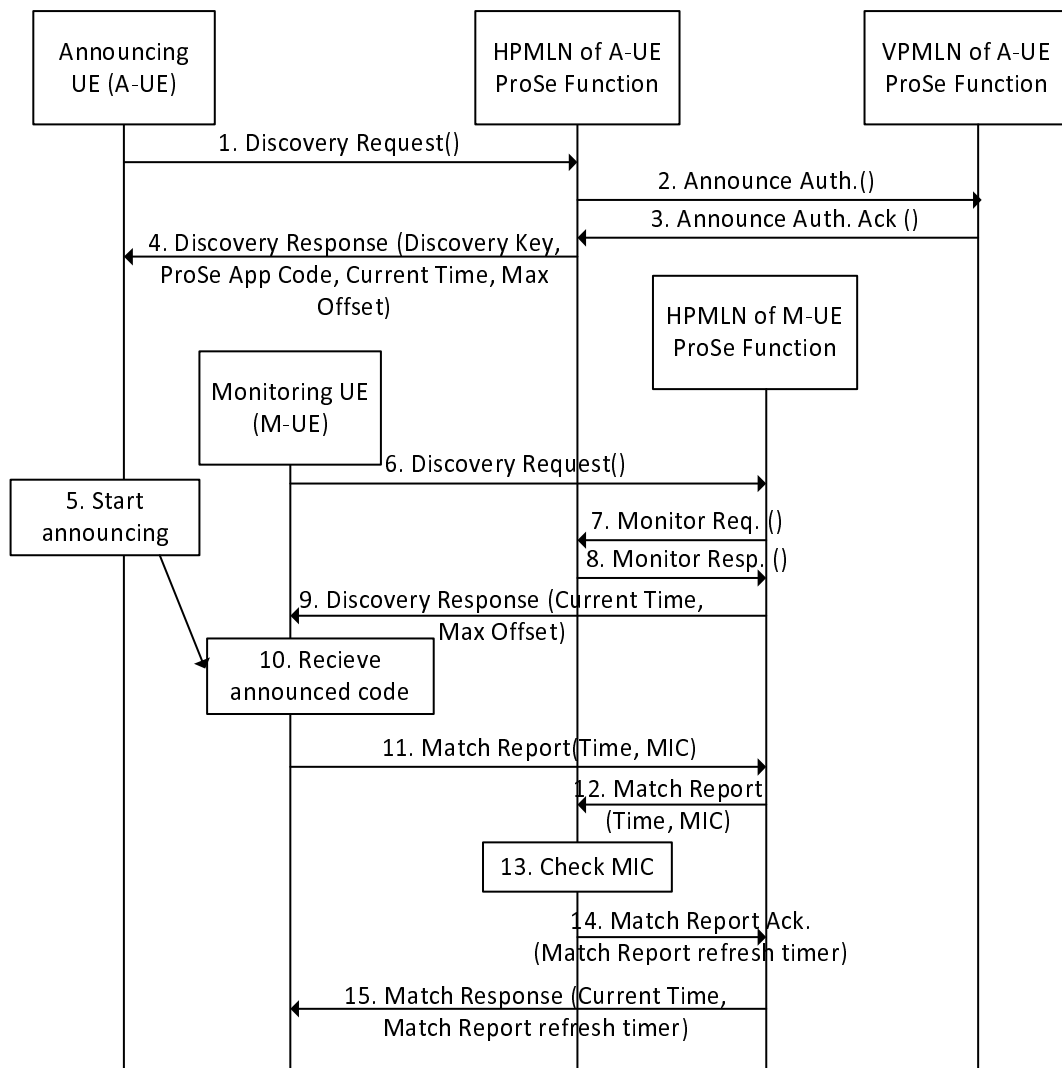 Announcing
UE (A-UE)
HPMLN of A-UE
ProSe Function
VPMLN of A-UE
ProSe Function
1. Discovery Request()
2. Announce Auth.()
3. Announce Auth. Ack ()
4. Discovery Response (Discovery Key,
ProSe App Code, Current Time, Max
Offset)
HPMLN of M-UE
ProSe Function
Monitoring UE
(M-UE)
6. Discovery Request()
5. Start
announcing
7. Monitor Req. ()
8. Monitor Resp. ()
9. Discovery Response (Current Time,
Max Offset)
10. Recieve
announced code
11. Match Report(Time, MIC)
12. Match Report
(Time, MIC)
13. Check MIC
14. Match Report Ack.
(Match Report refresh timer)
15. Match Response (Current Time,
Match Report refresh timer)